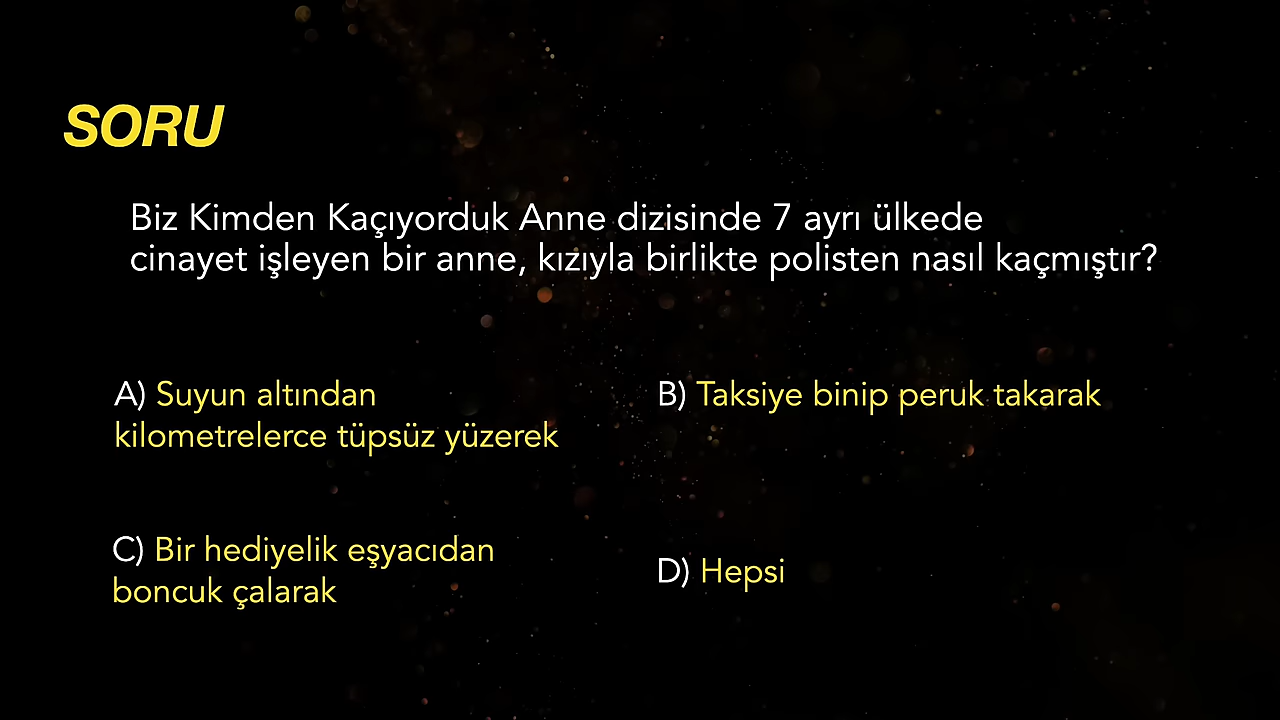 SORU
Biz Kimden Kaçıyorduk Anne dizisinde 7 ayrı ülkede
cinayet işleyen bir anne, kızıyla birlikte polisten nasıl kaçmıştır?
A) Suyun altından
kilometrelerce tüpsüz yüzerek
B) Taksiye binip peruk takarak
C) Bir hediyelik eşyacıdan
boncuk çalarak
D) Hepsi